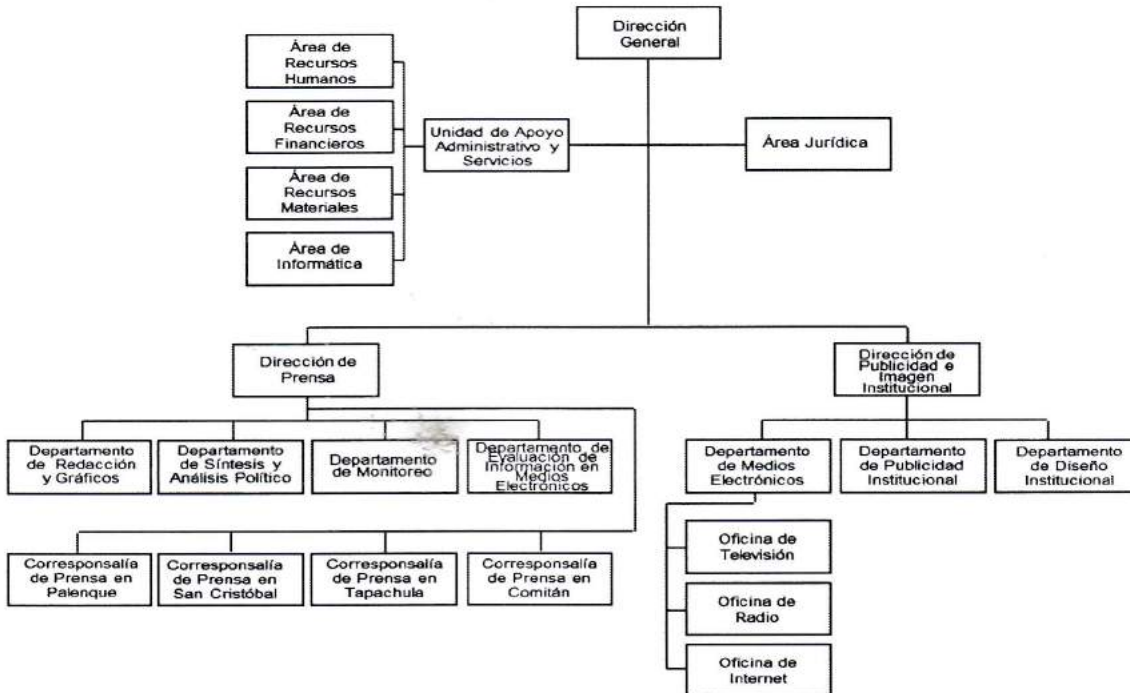 Dirección
General
Área de
Recursos
Humanos
Área de
Recursos
Financieros
Unidad de Apoyo
Administrativo y
Servicios
Área Jurídica
Área de
Recursos
Materiales
Área de
Informática
Dirección de
Prensa
Dirección de
Publicidad e
Imagen
Institucional
Departamento
de Redacción
y Gráficos
Departamento
de Síntesis y
Análisis Político
Departamento
de Monitoreo
Departamento de
Evaluación de
Información en
Medios
Electrónicos
Departamento
de Medios
Electrónicos
Departamento
de Publicidad
Institucional
Departamento
de Diseño
Institucional
Corresponsalía
de Prensa en
Palenque
Corresponsalía
de Prensa en
San Cristóbal
Corresponsalía
de Prensa en
Tapachula
Corresponsalía
de Prensa en
Comitán
Oficina de
Televisión
Oficina de
Radio
Oficina de
Internet